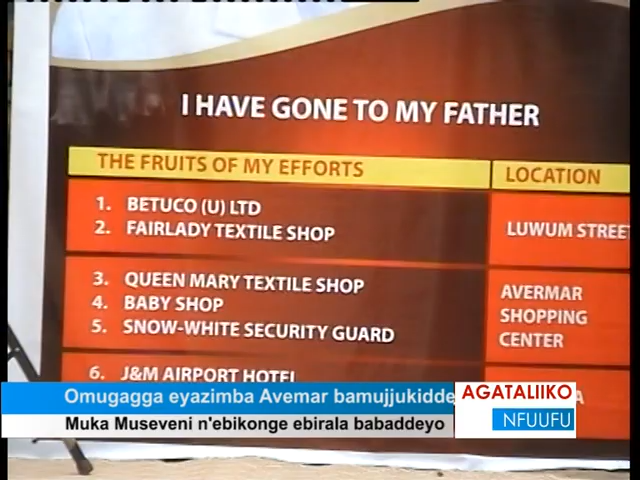 I HAVE GONE TO MY FATHER
THE FRUITS OF MY EFFORTS LOCATION
1. BETUCO (U) LTD
2. FAIRLADY TEXTILE SHOP
LUWUM STREET
3. QUEEN MARY TEXTILE SHOP
4. BABY SHOP
5. SNOW-WHITE SECURITY GUARD
AVERMAR
SHOPPING
CENTER
6. J&M AIRPORT HOTEL
Omugagga eyazimba Avemar bamujjukidde
Muka Museveni n'ebikonge ebirala babaddeyo
AGATALIIKO
NFUUFU